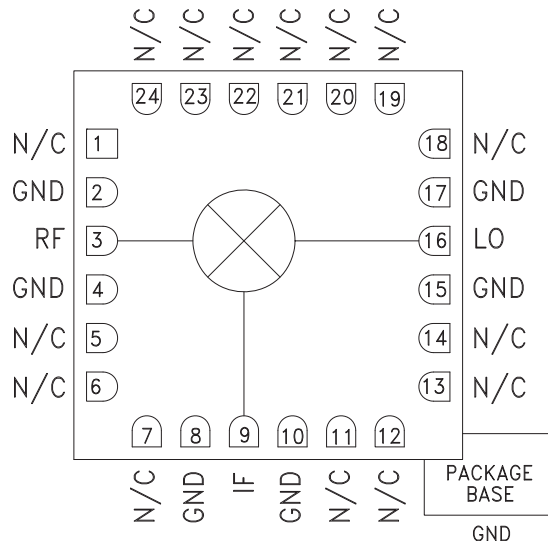 N/C N/C N/C N/C N/C N/C
24 23 22 21 20 19
N/C 1 18 N/C
GND 2 17 GND
RF 3 16 LO
GND 4 15 GND
N/C 5 14 N/C
N/C 6 13 N/C
7 8 9 10 11 12
N/C GND IF GND N/C N/C
PACKAGE
BASE
GND